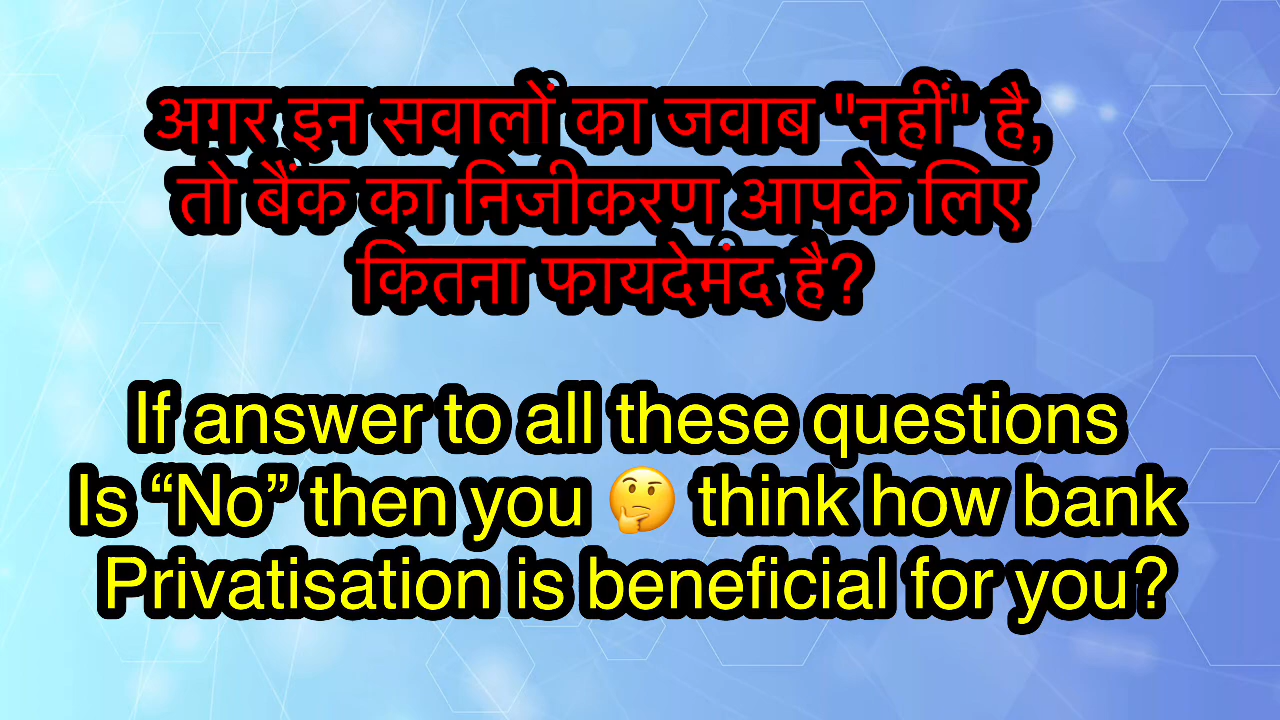 अगर इन सवालों का जवाब "नहीं" है,
तो बैंक का निजीकरण आपके लिए
कितना फायदेमंद है?
If answer to all these questions
Is “No” then you 🤔 think how bank
Privatisation is beneficial for you?